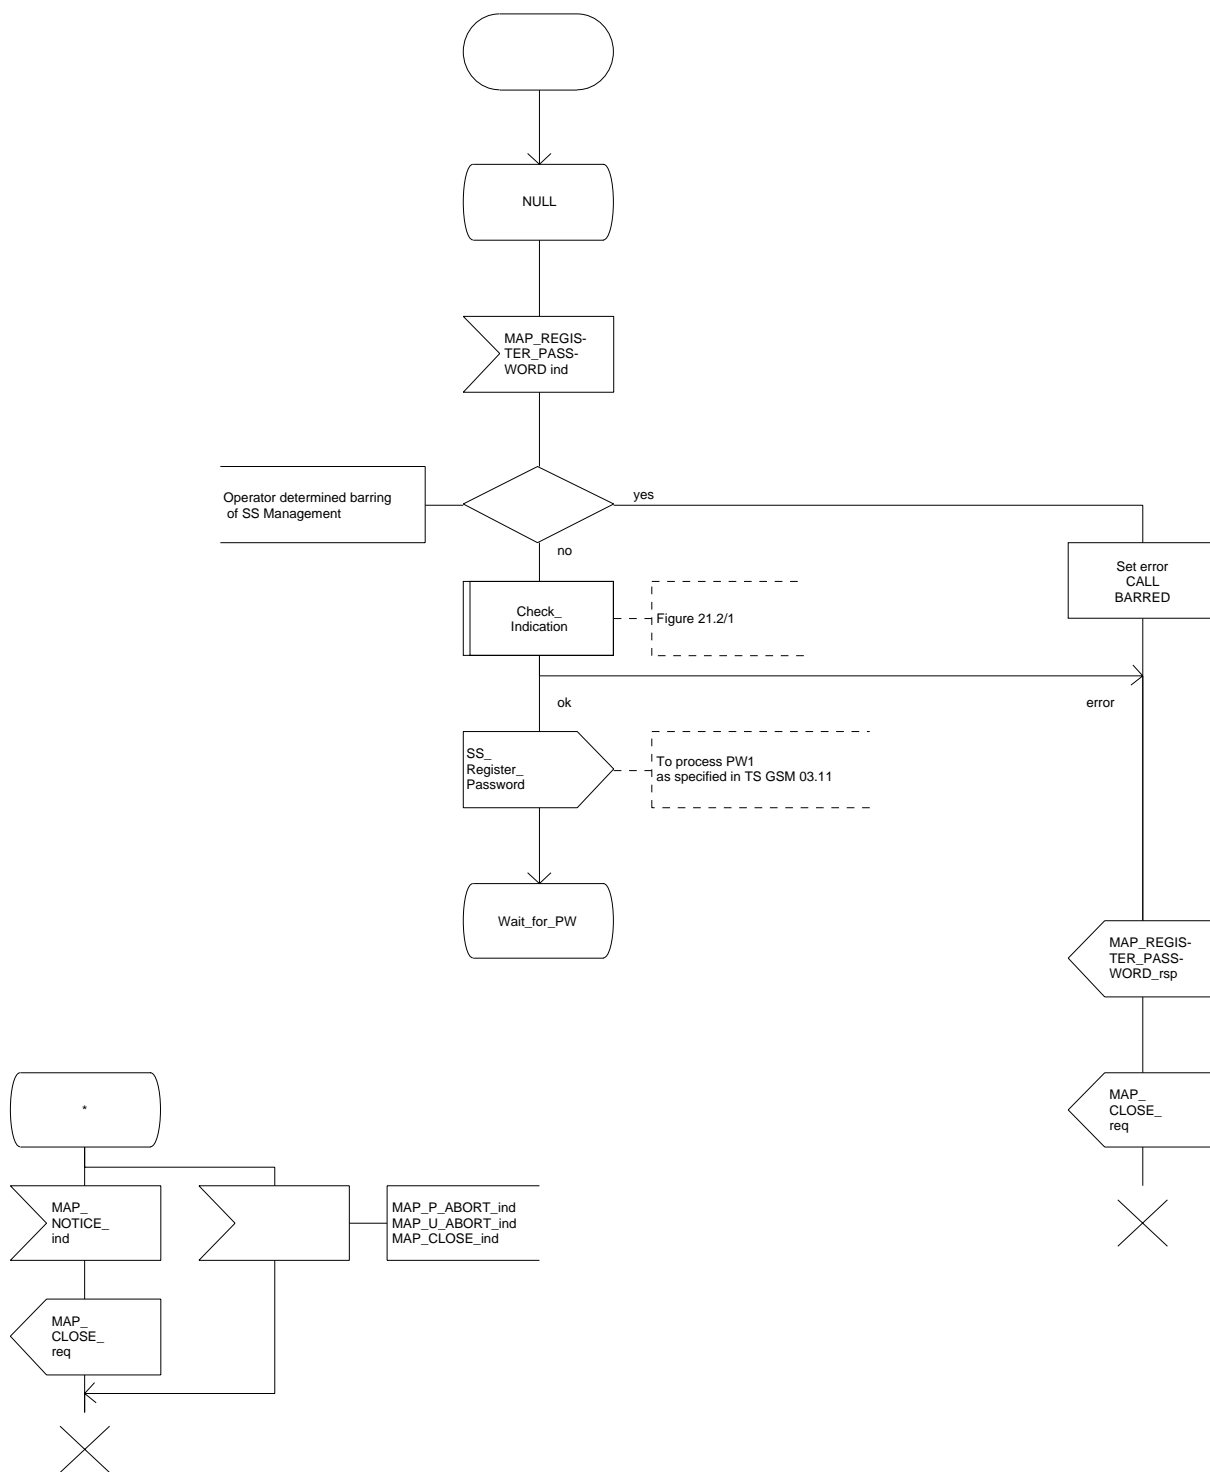 NULL
MAP_REGIS-
TER_PASS-
WORD ind
Operator determined barring
of SS Management
yes
no
Set error
CALL
BARRED
Check_
Indication
Figure 21.2/1
ok
error
SS_
Register_
Password
To process PW1
as specified in TS GSM 03.11
Wait_for_PW
MAP_REGIS-
TER_PASS-
WORD_rsp
MAP_
CLOSE_
req
*
MAP_
NOTICE_
ind
MAP_P_ABORT_ind
MAP_U_ABORT_ind
MAP_CLOSE_ind
MAP_
CLOSE_
req